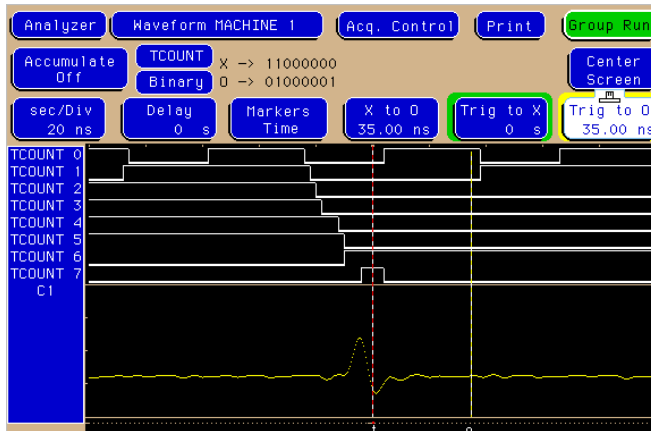 Analyzer Waveform MACHINE 1 Acq. Control Print Group Run
Accumulate Off
TCOUNT X -> 11000000
Binary O -> 01000001
Center Screen
sec/Div 20 ns
Delay 0 s
Markers Time
X to O 35.00 ns
Trig to X 0 s
Trig to O 35.00 ns
TCOUNT 0
TCOUNT 1
TCOUNT 2
TCOUNT 3
TCOUNT 4
TCOUNT 5
TCOUNT 6
TCOUNT 7
C1